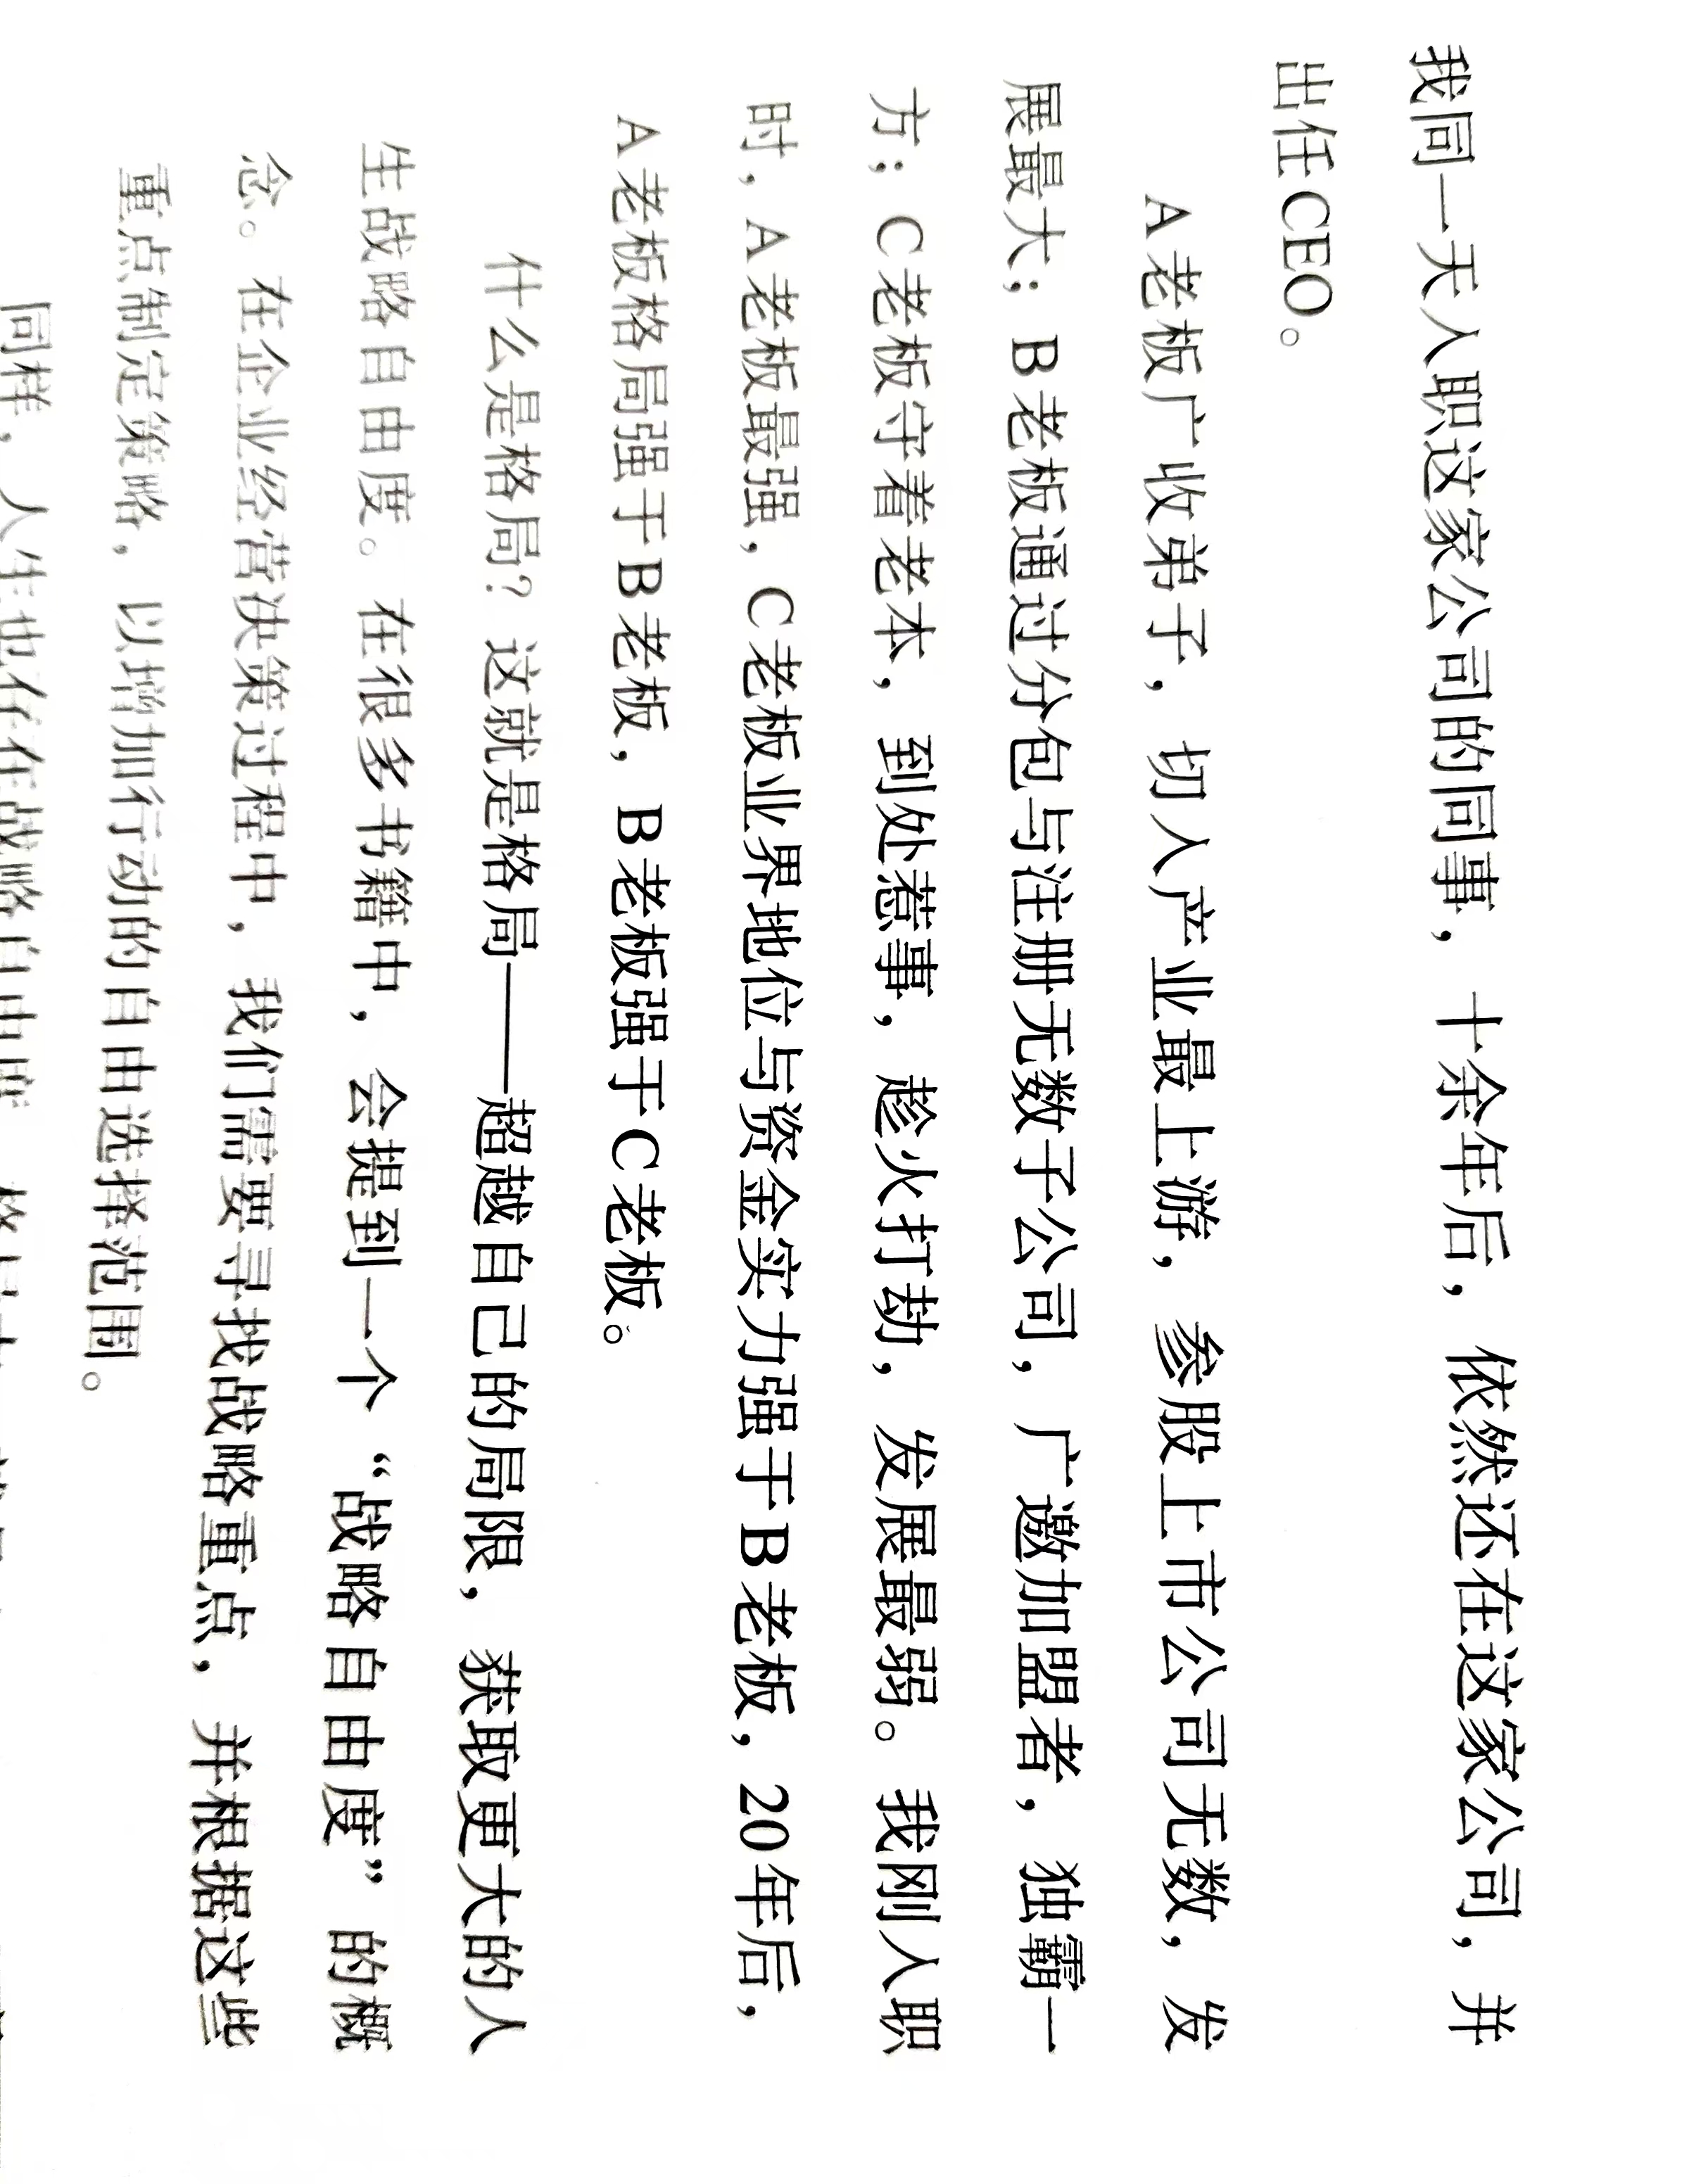 我同一天入职这家公司的同事，十余年后，依然还在这家公司，并
出任CEO。
A老板广收弟子，切入产业最上游，参股上市公司无数，发
展最大；B老板通过分包与注册无数子公司，广邀加盟者，独霸一
方；C老板守着老本，到处惹事，趁火打劫，发展最弱。我刚入职
时，A老板最强，C老板业界地位与资金实力强于B老板，20年后，
A老板格局强于B老板，B老板强于C老板。
什么是格局？这就是格局——超越自己的局限，获取更大的人
生战略自由度。在很多书籍中，会提到一个“战略自由度”的概
念。在企业经营决策过程中，我们需要寻找战略重点，并根据这些
重点制定策略，以增加行动的自由选择范围。
同样，人生也存在战略自由度